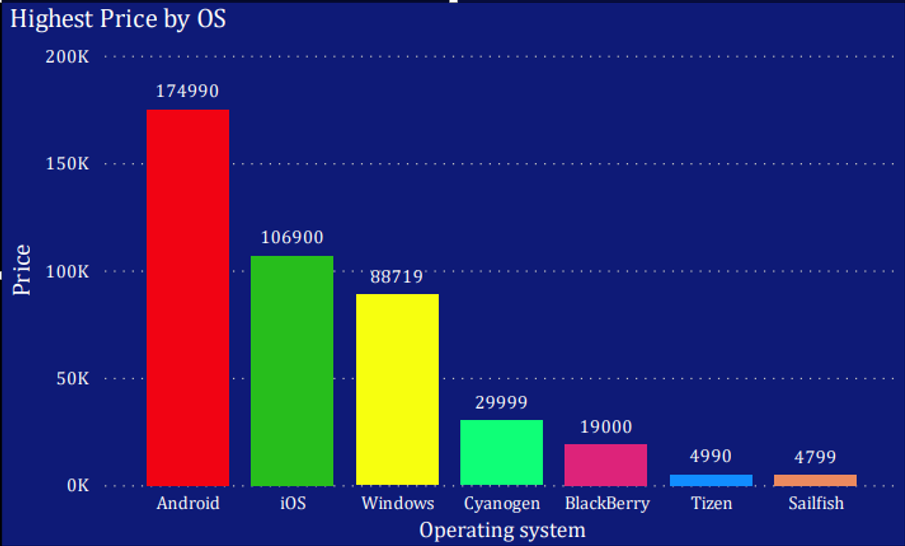 Highest Price by OS
200K
174990
150K
106900
Price
100K
88719
50K
29999
19000
4990
4799
0K
Android iOS Windows Cyanogen BlackBerry Tizen Sailfish
Operating system